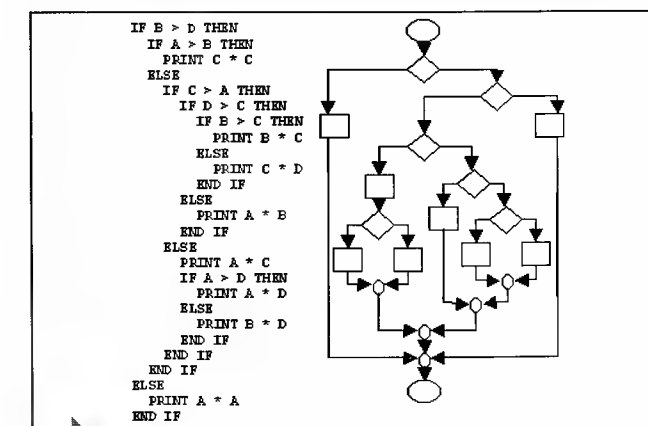 IF B > D THEN
IF A > B THEN
PRINT C * C
ELSE
IF C > A THEN
IF D > C THEN
IF B > C THEN
PRINT B * C
ELSE
PRINT C * D
END IF
ELSE
PRINT A * B
END IF
ELSE
PRINT A * C
IF A > D THEN
PRINT A * D
ELSE
PRINT B * D
END IF
END IF
END IF
ELSE
PRINT A * A
END IF